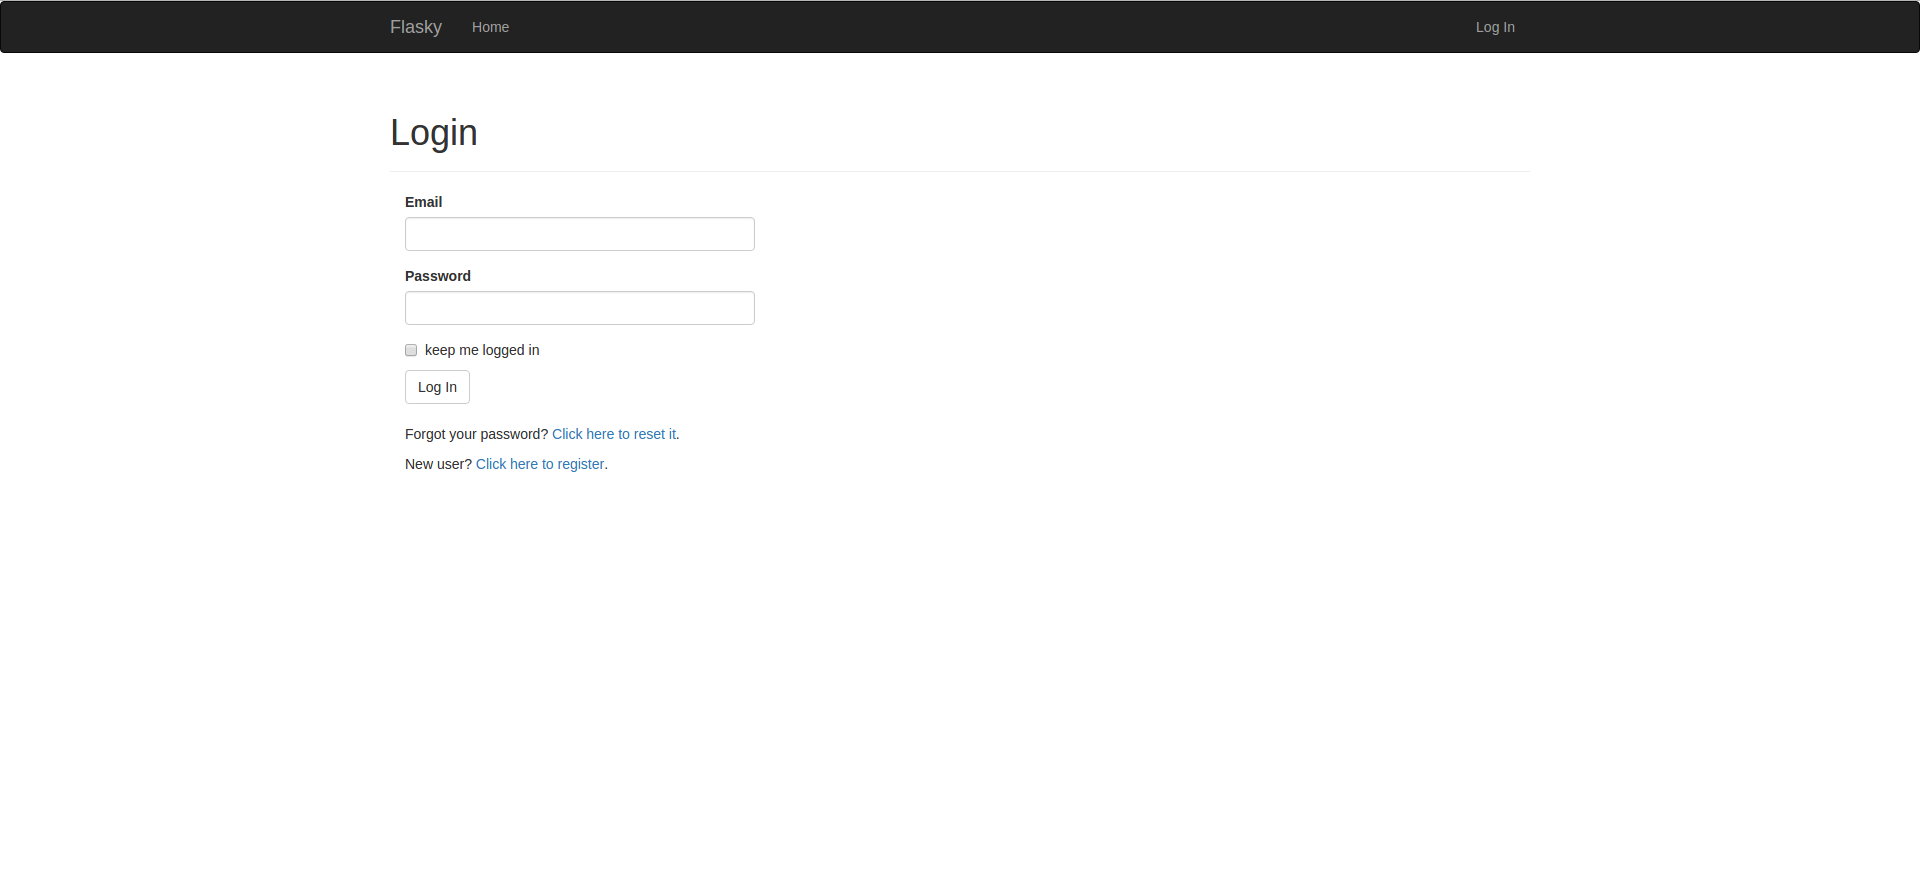 Flasky Home Log In
Login
Email
Password
keep me logged in
Log In
Forgot your password? Click here to reset it.
New user? Click here to register.